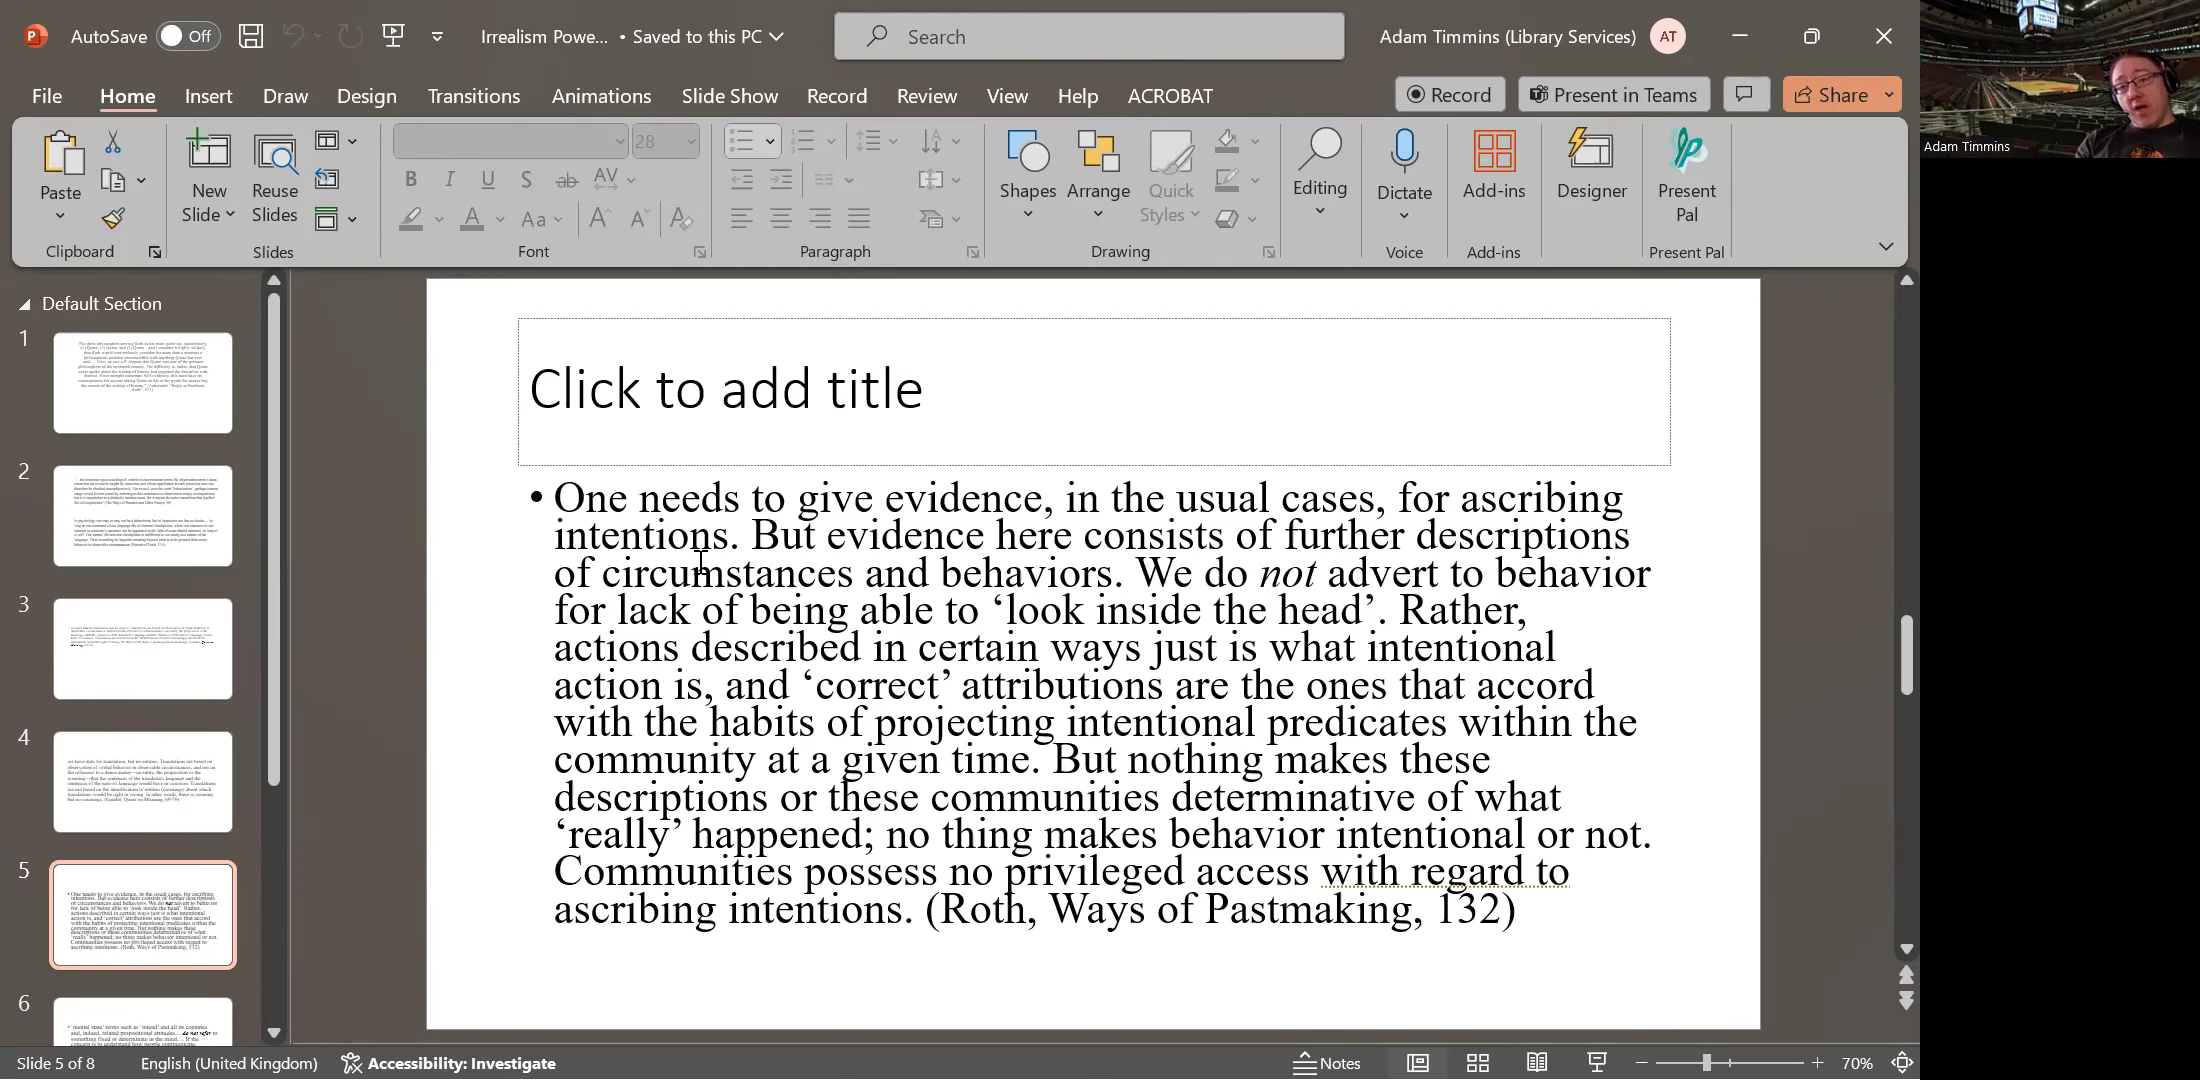 AutoSave Off Irrealism Powe... • Saved to this PC Search Adam Timmins (Library Services) AT
File Home Insert Draw Design Transitions Animations Slide Show Record Review View Help ACROBAT Record Present in Teams Share
Adam Timmins
28
Paste New Slide Reuse Slides Shapes Arrange Quick Styles Editing Dictate Add-ins Designer Present Pal
B I U S ab AV
Aa A A
Clipboard Slides Font Paragraph Drawing Voice Add-ins Present Pal
Default Section
1
2
3
4
5
6
Click to add title
• One needs to give evidence, in the usual cases, for ascribing
intentions. But evidence here consists of further descriptions
of circumstances and behaviors. We do not advert to behavior
for lack of being able to ‘look inside the head’. Rather,
actions described in certain ways just is what intentional
action is, and ‘correct’ attributions are the ones that accord
with the habits of projecting intentional predicates within the
community at a given time. But nothing makes these
descriptions or these communities determinative of what
‘really’ happened; no thing makes behavior intentional or not.
Communities possess no privileged access with regard to
ascribing intentions. (Roth, Ways of Pastmaking, 132)
Slide 5 of 8 English (United Kingdom) Accessibility: Investigate Notes 70%